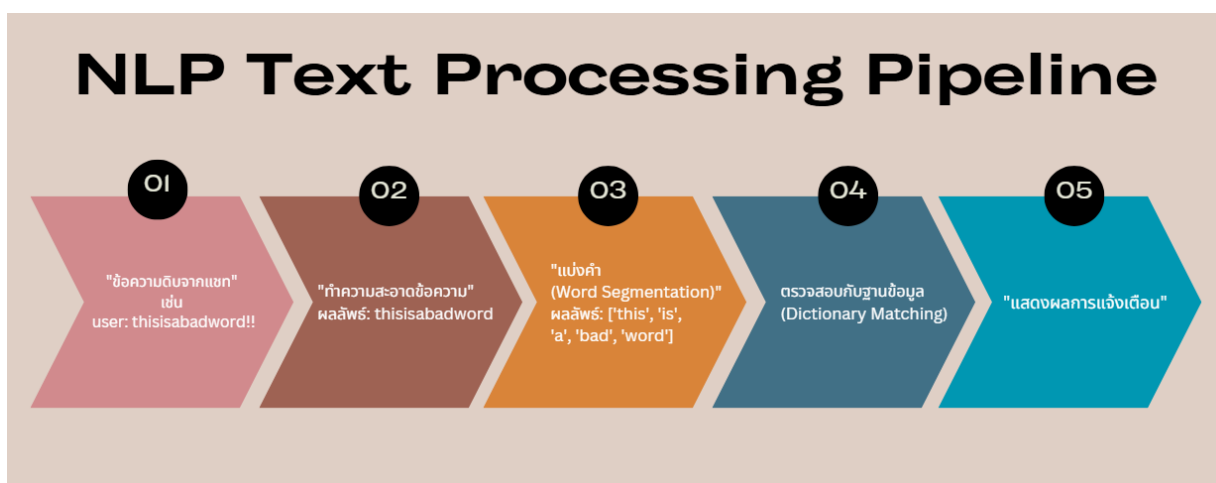 NLP Text Processing Pipeline
01
"ข้อความดิบจากแชท"
เช่น
user: thisisabadword!!
02
"ทำความสะอาดข้อความ"
ผลลัพธ์: thisisabadword
03
"แบ่งคำ
(Word Segmentation)"
ผลลัพธ์: ['this', 'is',
'a', 'bad', 'word']
04
ตรวจสอบกับฐานข้อมูล
(Dictionary Matching)
05
"แสดงผลการแจ้งเตือน"